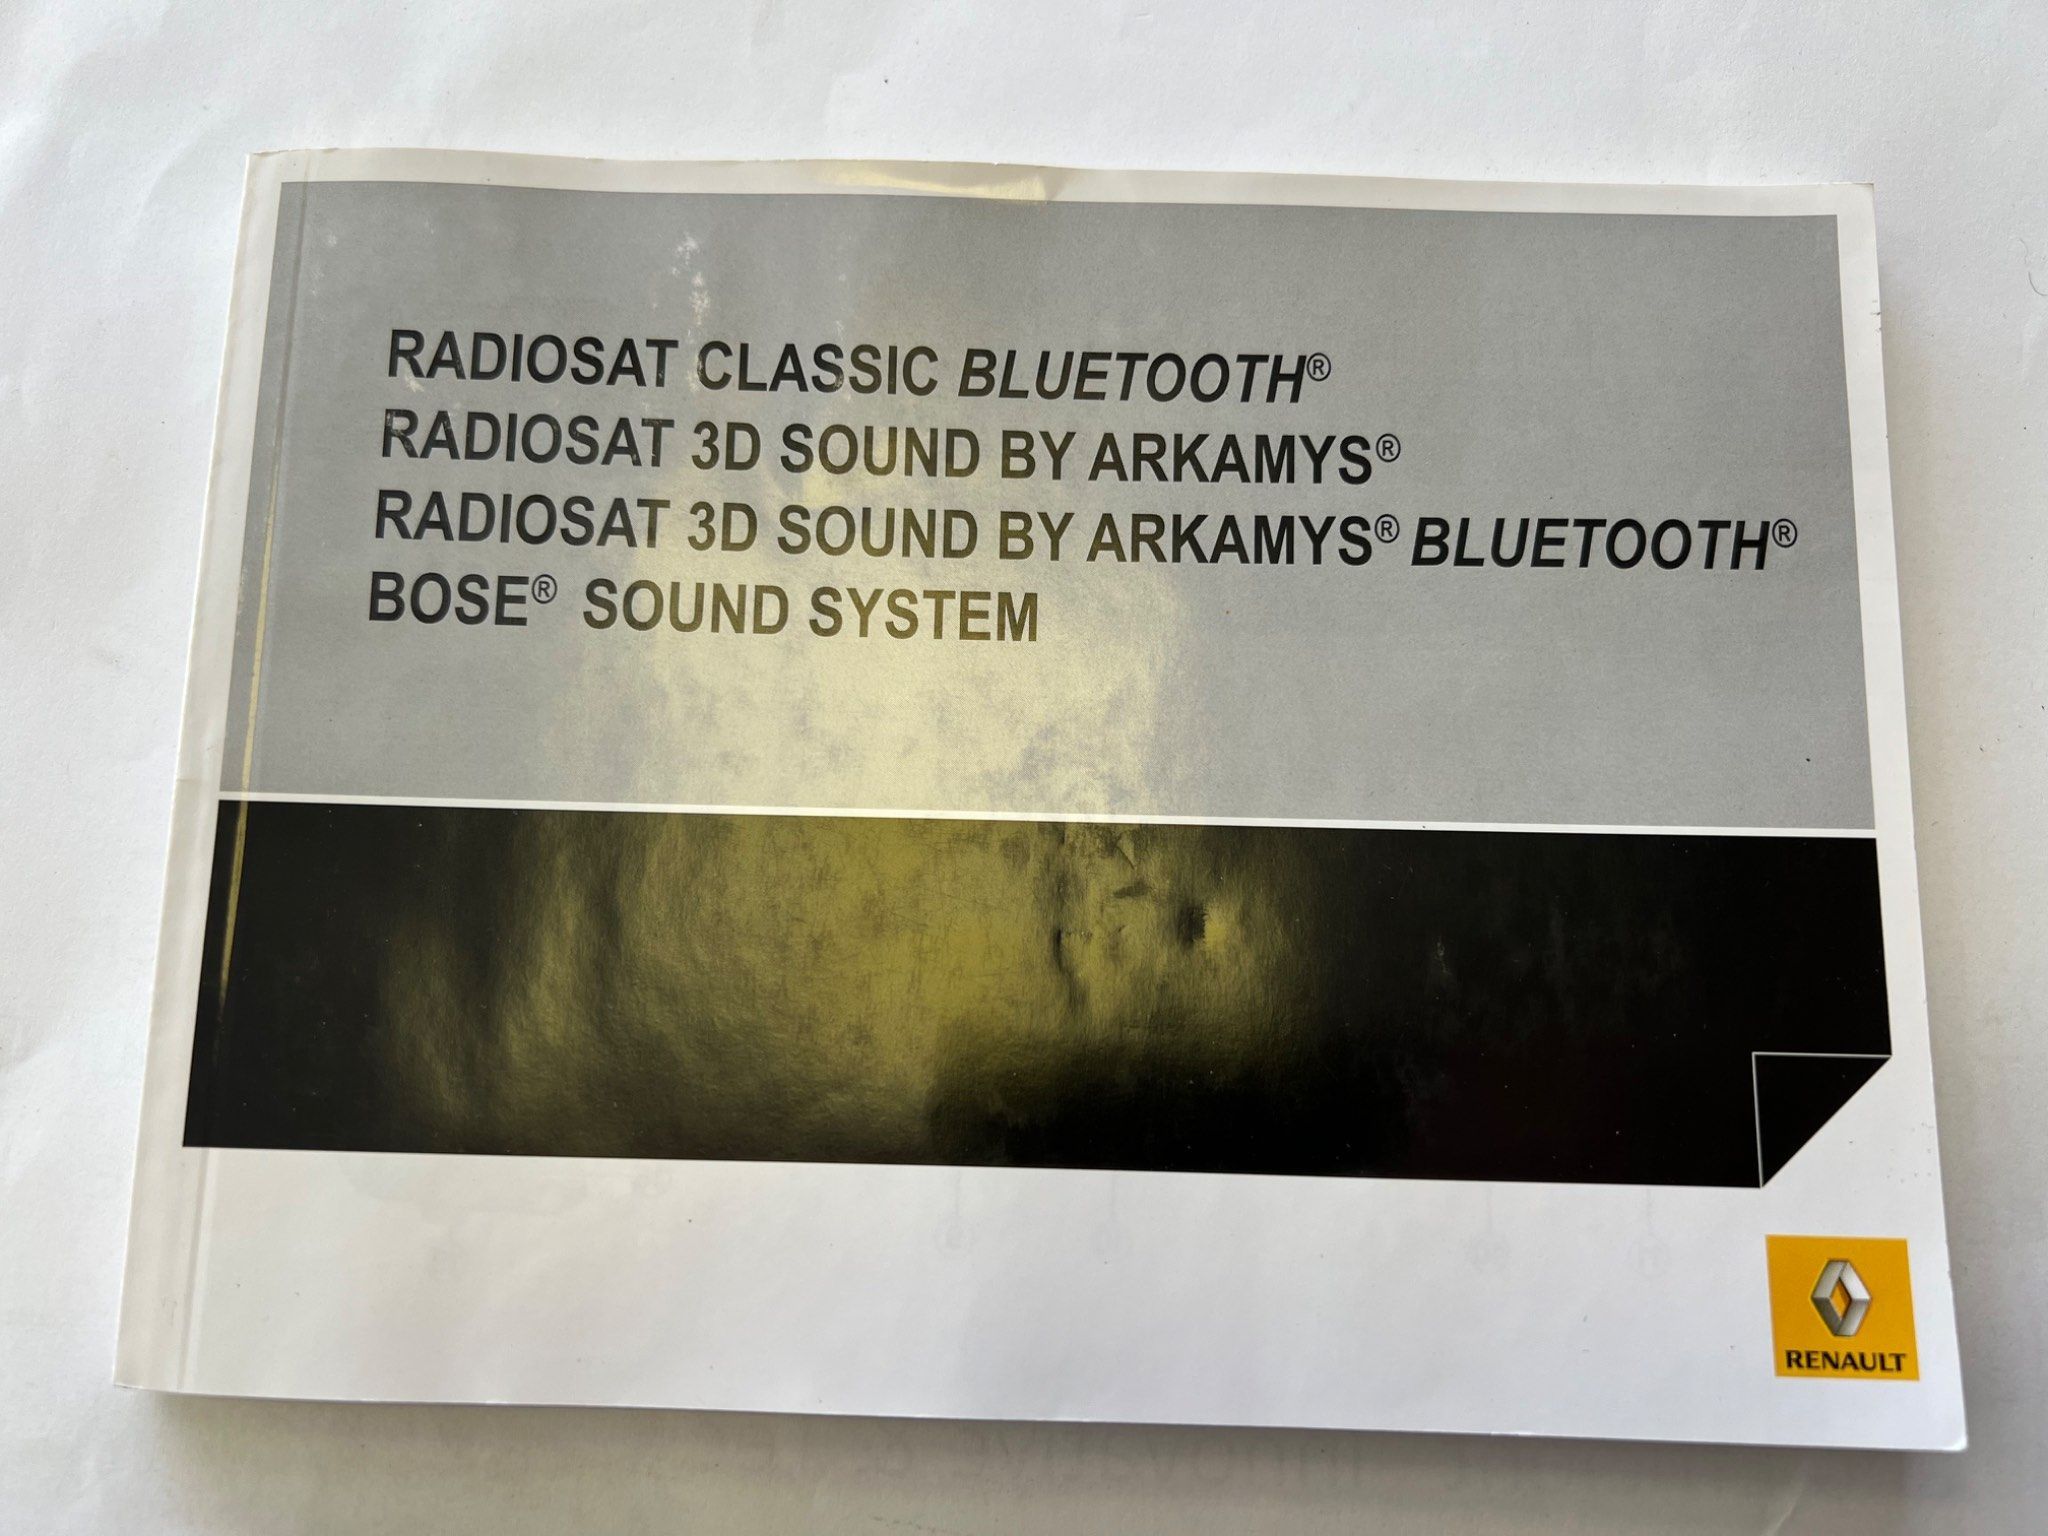 RADIOSAT CLASSIC BLUETOOTH®
RADIOSAT 3D SOUND BY ARKAMYS®
RADIOSAT 3D SOUND BY ARKAMYS® BLUETOOTH®
BOSE® SOUND SYSTEM
RENAULT